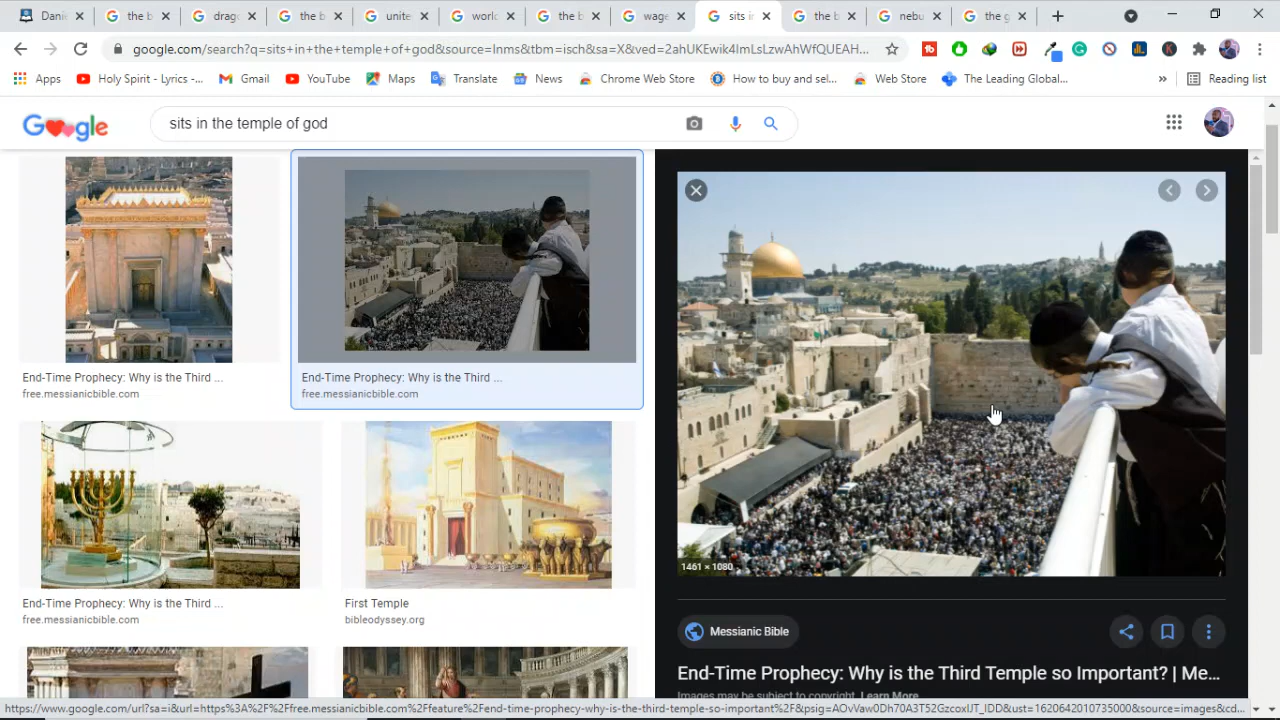 Danie
the b
drago
the b
unite
world
the b
wage
sits in
the b
nebu
the g
google.com/search?q=sits+in+the+temple+of+god&source=lnms&tbm=isch&sa=X&ved=2ahUKEwik4ImLsLzwAhWfQUEAH...
Apps
Holy Spirit - Lyrics -...
Gmail
YouTube
Maps
Translate
News
Chrome Web Store
How to buy and sel...
Web Store
The Leading Global...
»
Reading list
Google
sits in the temple of god
End-Time Prophecy: Why is the Third ...
free.messianicbible.com
End-Time Prophecy: Why is the Third ...
free.messianicbible.com
End-Time Prophecy: Why is the Third ...
free.messianicbible.com
First Temple
bibleodyssey.org
1461 × 1080
Messianic Bible
End-Time Prophecy: Why is the Third Temple so Important? | Me...
Images may be subject to copyright. Learn More